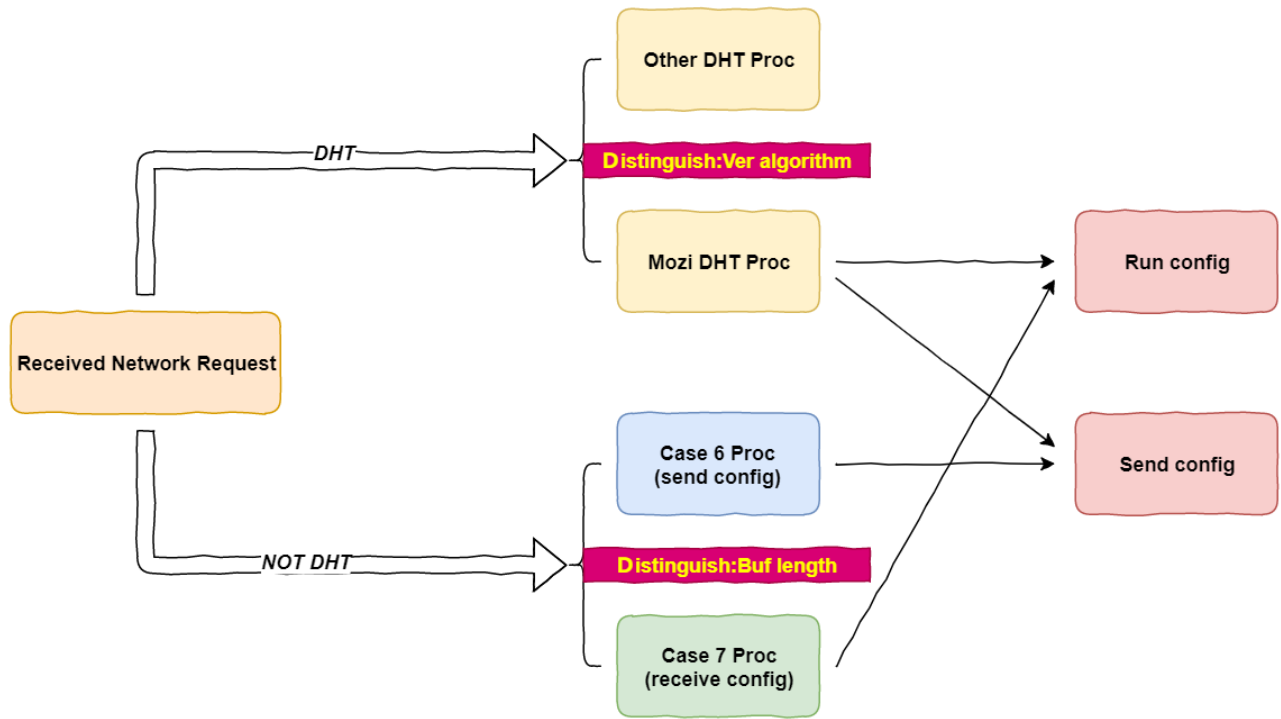 Other DHT Proc
DHT
Distinguish:Ver algorithm
Mozi DHT Proc
Run config
Received Network Request
Case 6 Proc
(send config)
Send config
NOT DHT
Distinguish:Buf length
Case 7 Proc
(receive config)